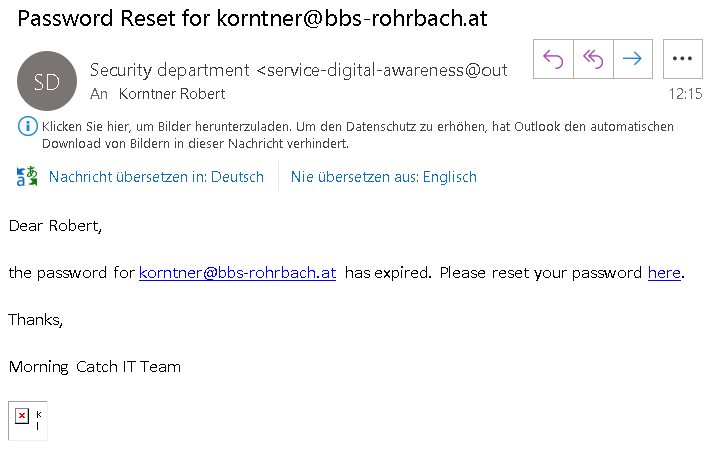 Password Reset for korntner@bbs-rohrbach.at
SD
Security department <service-digital-awareness@out
An Korntner Robert
12:15
Klicken Sie hier, um Bilder herunterzuladen. Um den Datenschutz zu erhöhen, hat Outlook den automatischen
Download von Bildern in dieser Nachricht verhindert.
Nachricht übersetzen in: Deutsch
Nie übersetzen aus: Englisch
Dear Robert,
the password for korntner@bbs-rohrbach.at has expired. Please reset your password here.
Thanks,
Morning Catch IT Team